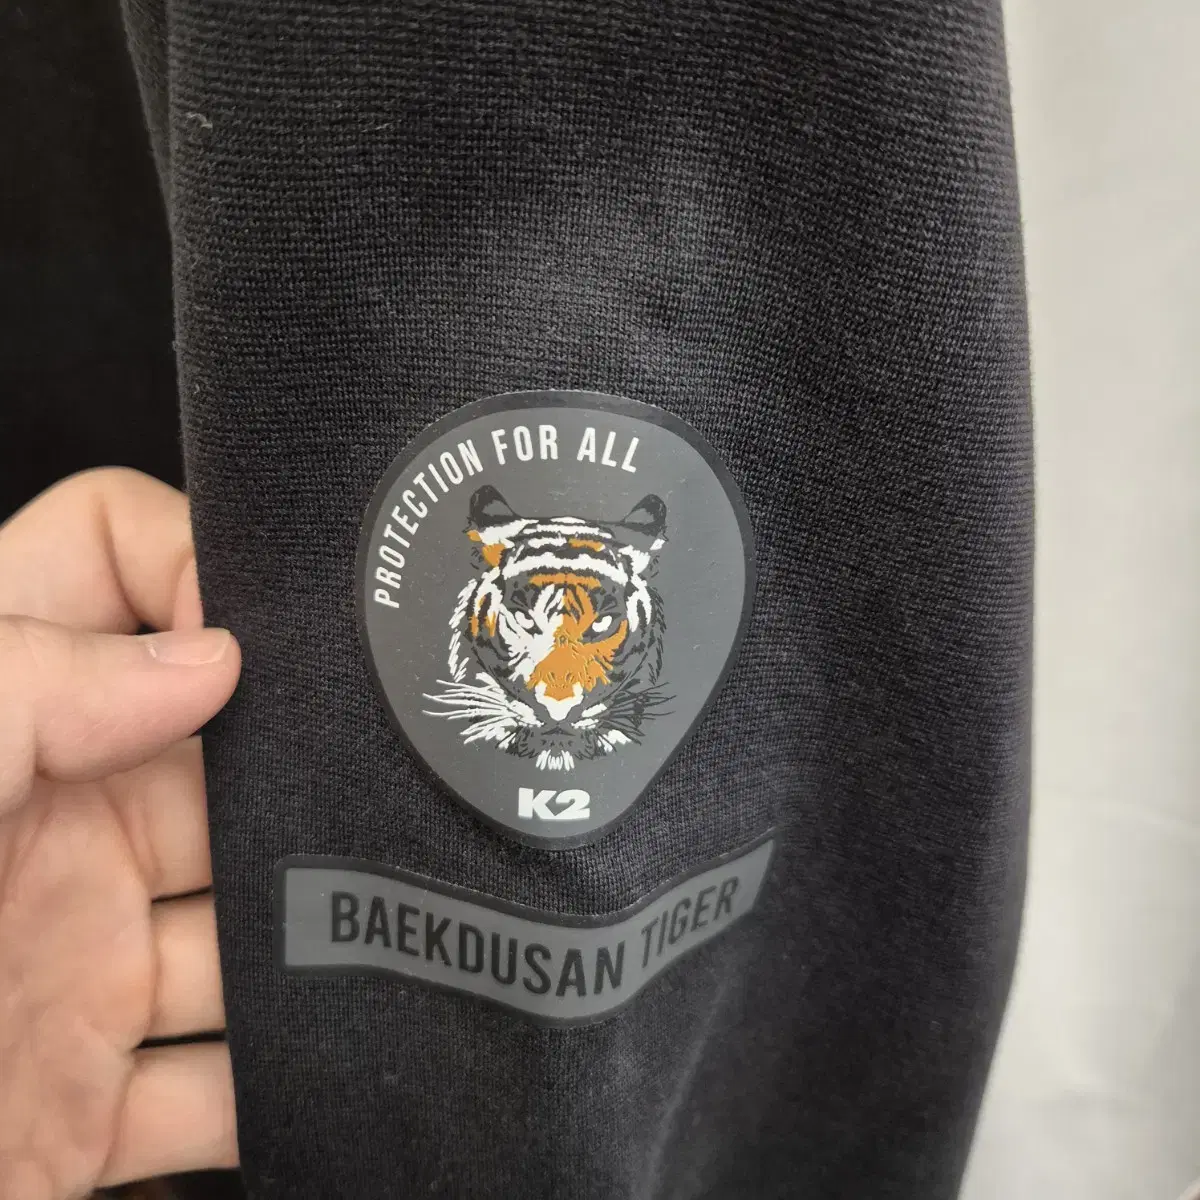 PROTECTION FOR ALL
K2
BAEKDUSAN TIGER